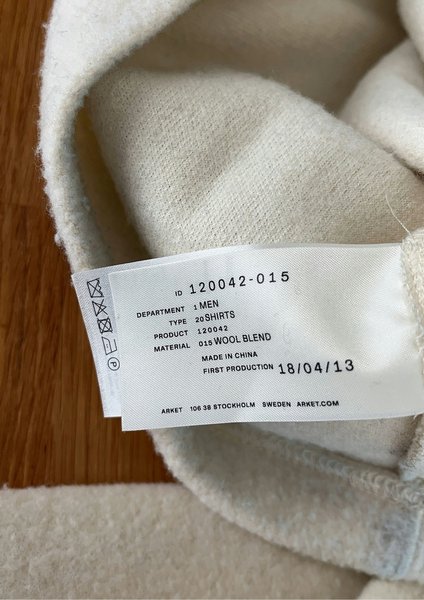 ID 120042-015
DEPARTMENT 1 MEN
TYPE 20 SHIRTS
PRODUCT 120042
MATERIAL 015 WOOL BLEND
MADE IN CHINA
FIRST PRODUCTION 18/04/13
ARKET 106 38 STOCKHOLM SWEDEN ARKET.COM
P